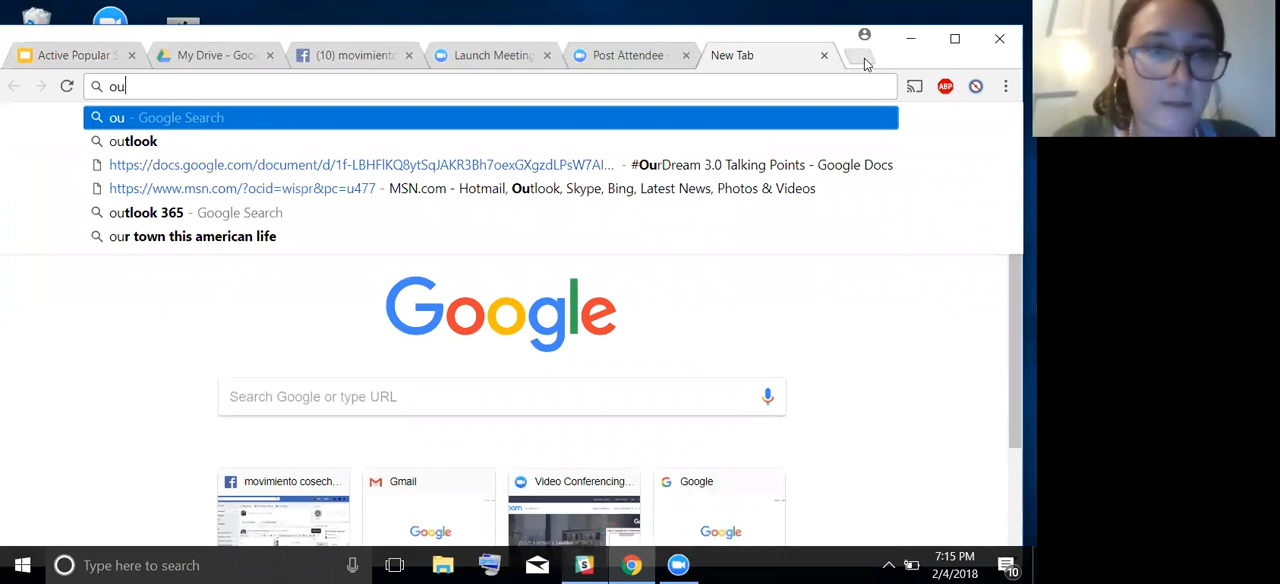 Active Popular S
My Drive - Goo
(10) movimiento
Launch Meeting
Post Attendee -
New Tab
ou
ABP
ou - Google Search
outlook
https://docs.google.com/document/d/1f-LBHFlKQ8ytSqJAKR3Bh7oexGXgzdLPsW7Al... - #OurDream 3.0 Talking Points - Google Docs
https://www.msn.com/?ocid=wispr&pc=u477 - MSN.com - Hotmail, Outlook, Skype, Bing, Latest News, Photos & Videos
outlook 365 - Google Search
our town this american life
Google
Search Google or type URL
movimiento cosech...
Gmail
Video Conferencing...
Google
Google
Google
Type here to search
7:15 PM
2/4/2018
10